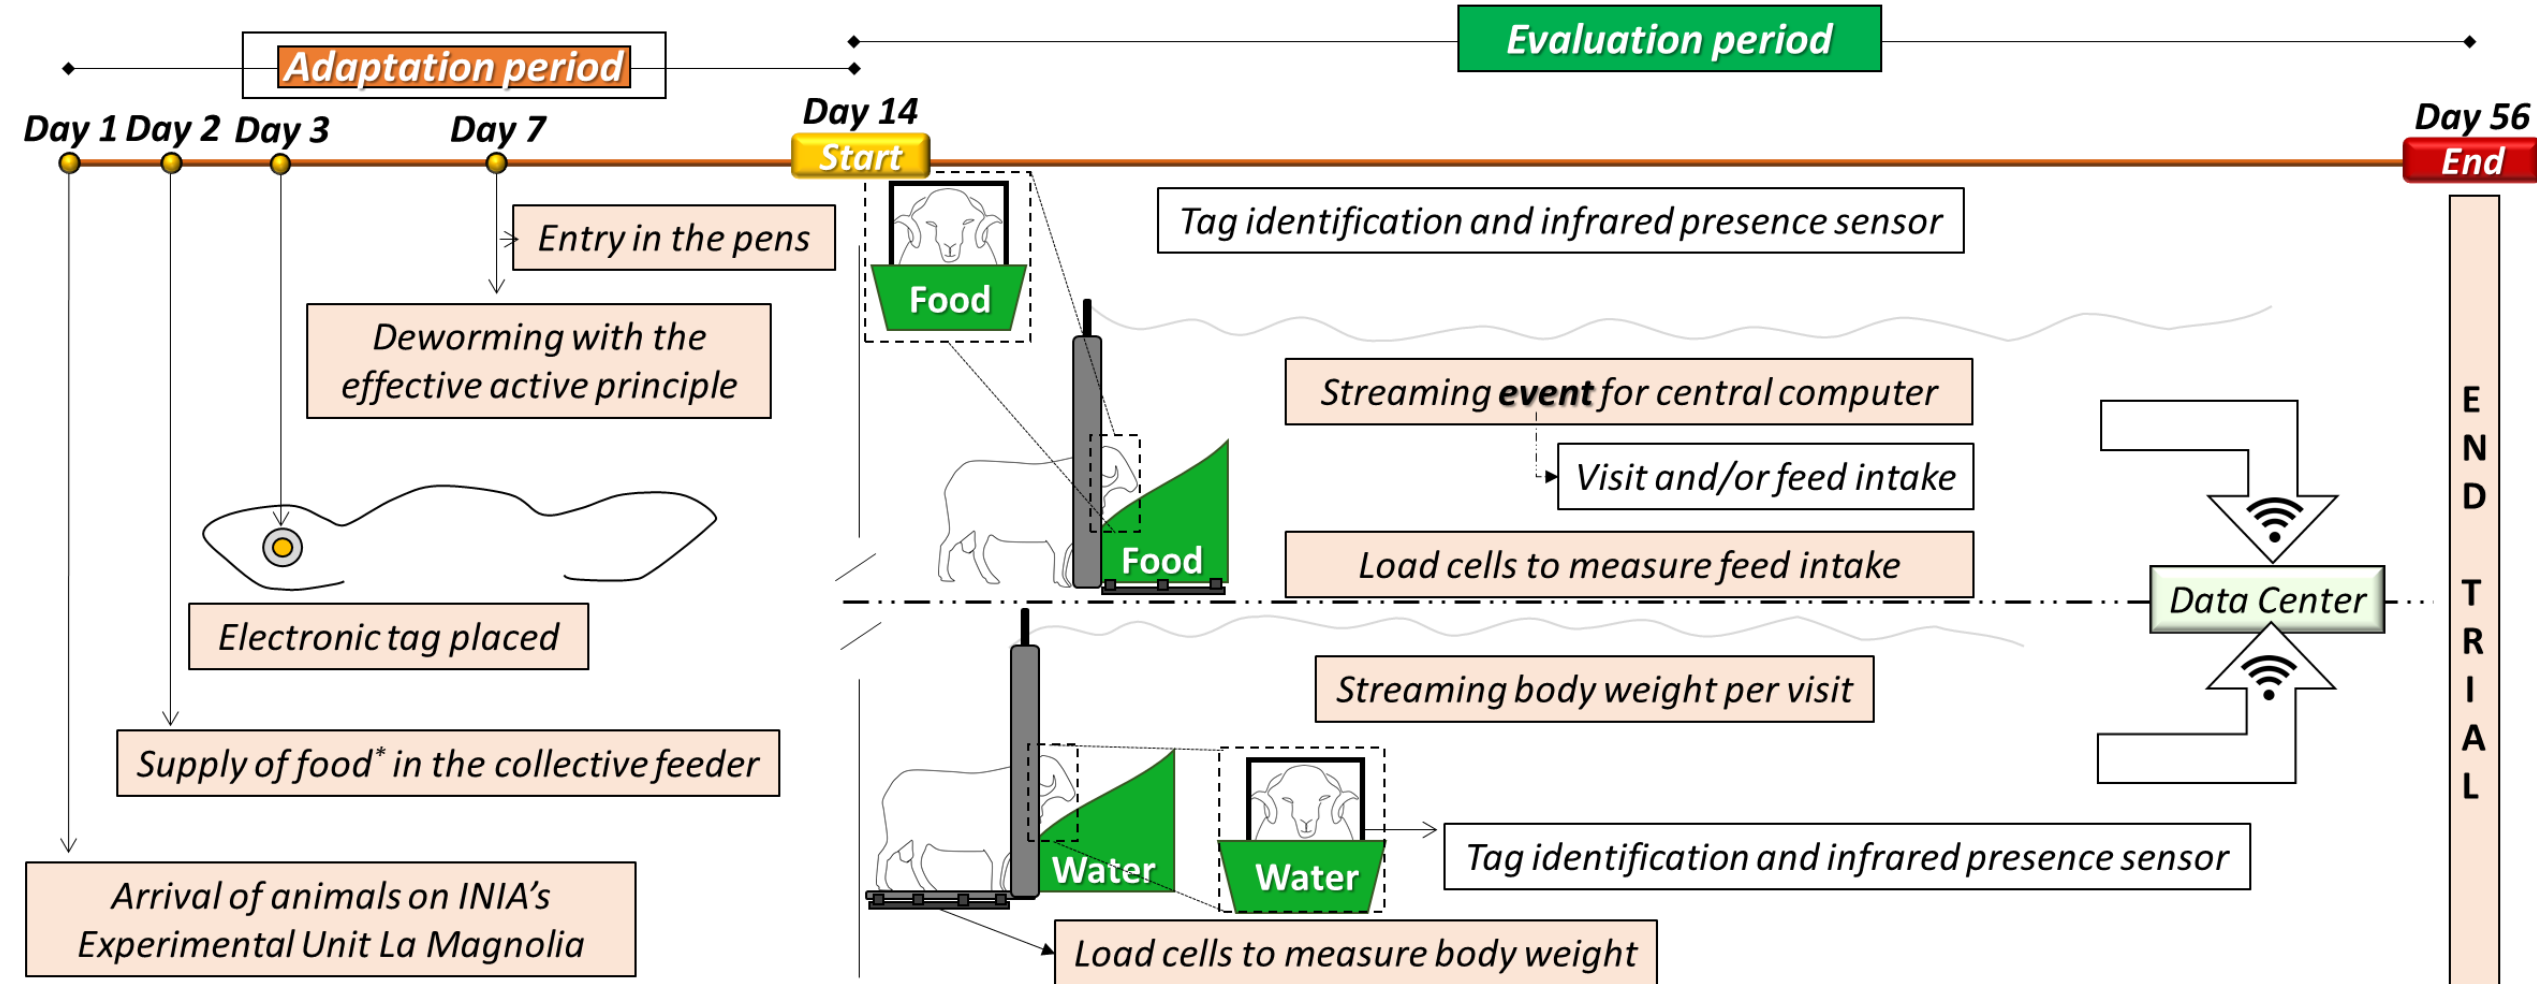 Adaptation period
Evaluation period
Day 1
Day 2
Day 3
Day 7
Day 14
Start
Day 56
End
Entry in the pens
Deworming with the
effective active principle
Electronic tag placed
Supply of food* in the collective feeder
Arrival of animals on INIA's
Experimental Unit La Magnolia
Food
Tag identification and infrared presence sensor
Streaming event for central computer
Visit and/or feed intake
Food
Load cells to measure feed intake
Data Center
Streaming body weight per visit
Water
Water
Tag identification and infrared presence sensor
Load cells to measure body weight
END TRIAL